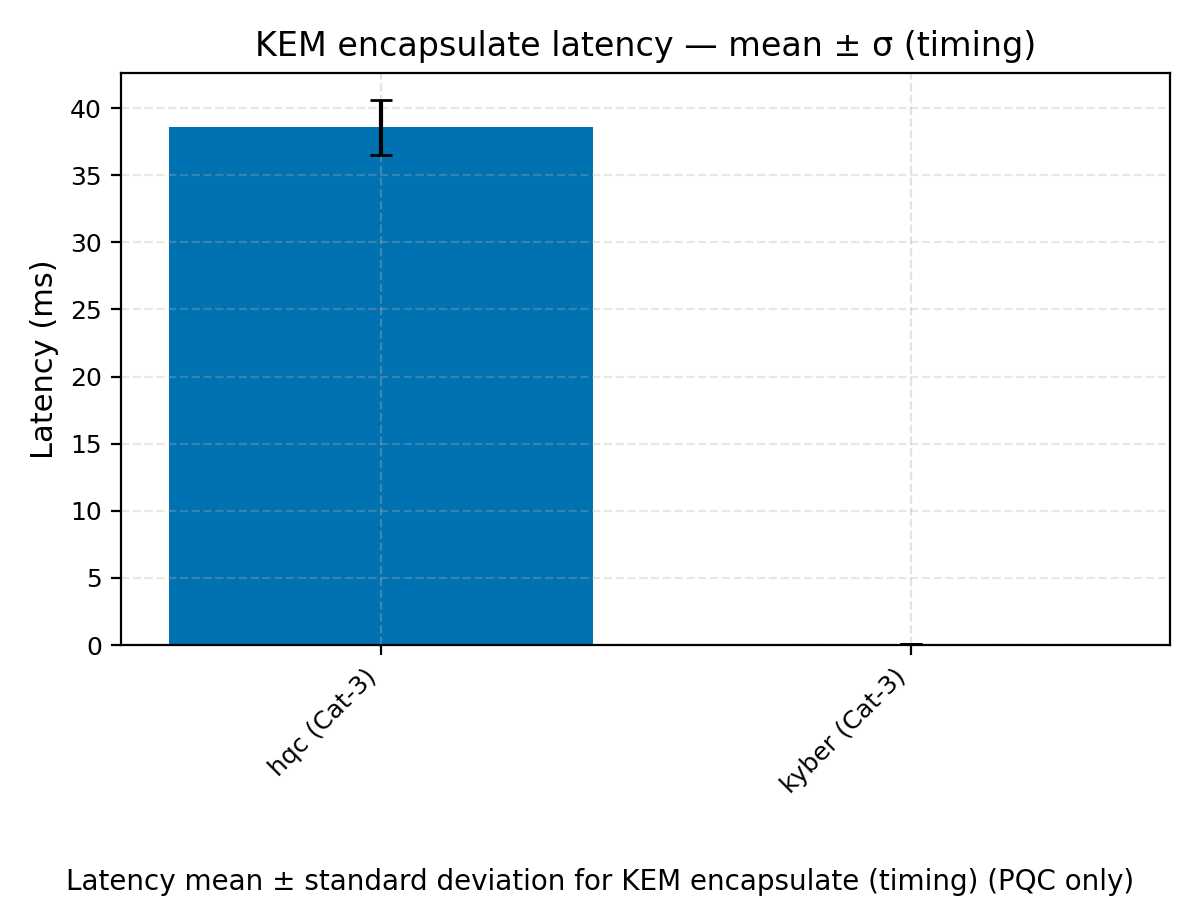 KEM encapsulate latency — mean ± σ (timing)
Latency (ms)
40
35
30
25
20
15
10
5
0
hqc (Cat-3)
kyber (Cat-3)
Latency mean ± standard deviation for KEM encapsulate (timing) (PQC only)